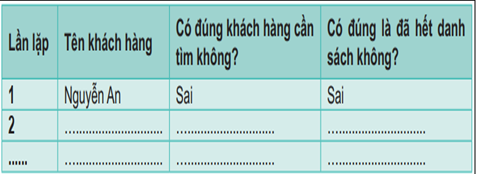 Lần lặp | Tên khách hàng | Có đúng khách hàng cần tìm không? | Có đúng là đã hết danh sách không?
1 | Nguyễn An | Sai | Sai
2 | ............................... | ............................... | ...............................
...... | ............................... | ............................... | ...............................